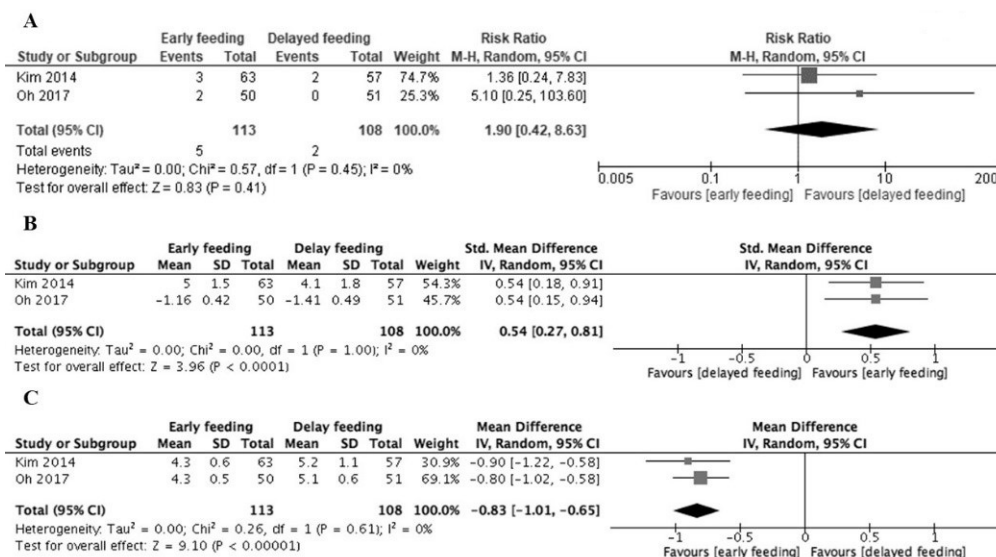 A
Early feeding Delayed feeding Risk Ratio Risk Ratio
Study or Subgroup Events Total Events Total Weight M-H, Random, 95% CI M-H, Random, 95% CI
Kim 2014 3 63 2 57 74.7% 1.36 [0.24, 7.83]
Oh 2017 2 50 0 51 25.3% 5.10 [0.25, 103.60]
Total (95% CI) 113 108 100.0% 1.90 [0.42, 8.63]
Total events 5 2
Heterogeneity: Tau² = 0.00; Chi² = 0.57, df = 1 (P = 0.45); I² = 0%
Test for overall effect: Z = 0.83 (P = 0.41)
0.005 0.1 1 10 200
Favours [early feeding] Favours [delayed feeding]
B
Early feeding Delay feeding Std. Mean Difference Std. Mean Difference
Study or Subgroup Mean SD Total Mean SD Total Weight IV, Random, 95% CI IV, Random, 95% CI
Kim 2014 5 1.5 63 4.1 1.8 57 54.3% 0.54 [0.18, 0.91]
Oh 2017 −1.16 0.42 50 −1.41 0.49 51 45.7% 0.54 [0.15, 0.94]
Total (95% CI) 113 108 100.0% 0.54 [0.27, 0.81]
Heterogeneity: Tau² = 0.00; Chi² = 0.00, df = 1 (P = 1.00); I² = 0%
Test for overall effect: Z = 3.96 (P < 0.0001)
−1 −0.5 0 0.5 1
Favours [delayed feeding] Favours [early feeding]
C
Early feeding Delay feeding Mean Difference Mean Difference
Study or Subgroup Mean SD Total Mean SD Total Weight IV, Random, 95% CI IV, Random, 95% CI
Kim 2014 4.3 0.6 63 5.2 1.1 57 30.9% −0.90 [−1.22, −0.58]
Oh 2017 4.3 0.5 50 5.1 0.6 51 69.1% −0.80 [−1.02, −0.58]
Total (95% CI) 113 108 100.0% −0.83 [−1.01, −0.65]
Heterogeneity: Tau² = 0.00; Chi² = 0.26, df = 1 (P = 0.61); I² = 0%
Test for overall effect: Z = 9.10 (P < 0.00001)
−1 −0.5 0 0.5 1
Favours [early feeding] Favours [delayed feeding]